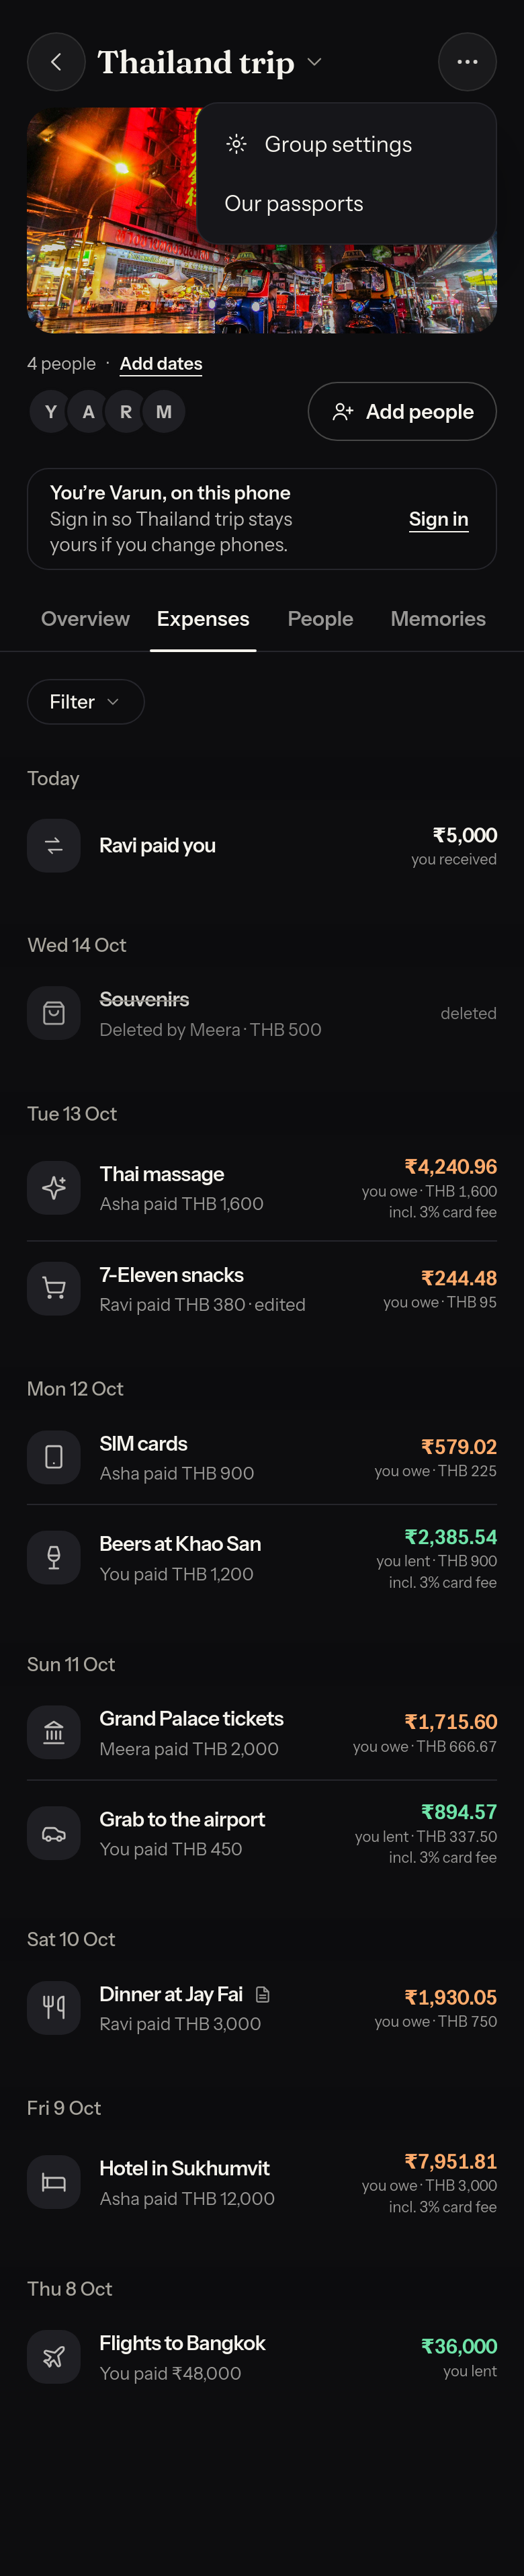 Thailand trip
Group settings
Our passports
4 people · Add dates
Y A R M
Add people
You’re Varun, on this phone
Sign in so Thailand trip stays
yours if you change phones.
Sign in
Overview Expenses People Memories
Filter
Today
Ravi paid you
₹5,000
you received
Wed 14 Oct
Souvenirs
Deleted by Meera · THB 500
deleted
Tue 13 Oct
Thai massage
Asha paid THB 1,600
₹4,240.96
you owe · THB 1,600
incl. 3% card fee
7-Eleven snacks
Ravi paid THB 380 · edited
₹244.48
you owe · THB 95
Mon 12 Oct
SIM cards
Asha paid THB 900
₹579.02
you owe · THB 225
Beers at Khao San
You paid THB 1,200
₹2,385.54
you lent · THB 900
incl. 3% card fee
Sun 11 Oct
Grand Palace tickets
Meera paid THB 2,000
₹1,715.60
you owe · THB 666.67
Grab to the airport
You paid THB 450
₹894.57
you lent · THB 337.50
incl. 3% card fee
Sat 10 Oct
Dinner at Jay Fai
Ravi paid THB 3,000
₹1,930.05
you owe · THB 750
Fri 9 Oct
Hotel in Sukhumvit
Asha paid THB 12,000
₹7,951.81
you owe · THB 3,000
incl. 3% card fee
Thu 8 Oct
Flights to Bangkok
You paid ₹48,000
₹36,000
you lent